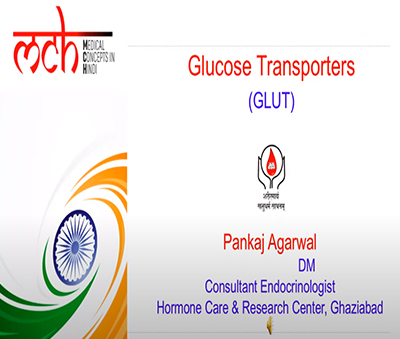 mch
MEDICAL
CONCEPTS IN
HINDI
Glucose Transporters
(GLUT)
Pankaj Agarwal
DM
Consultant Endocrinologist
Hormone Care & Research Center, Ghaziabad